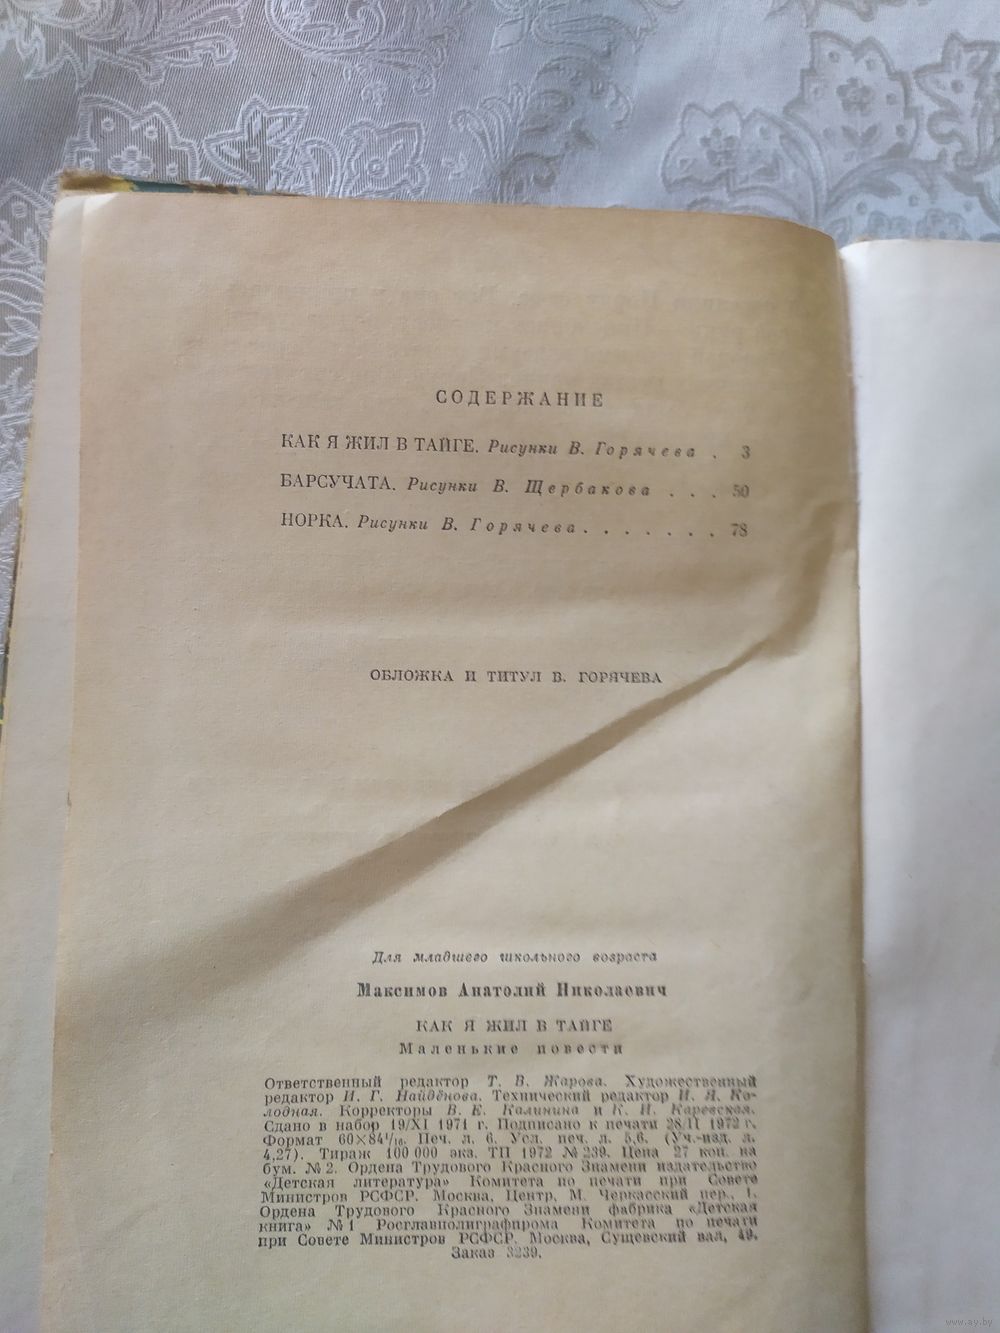 СОДЕРЖАНИЕ
КАК Я ЖИЛ В ТАЙГЕ. Рисунки В. Горячева . 3
БАРСУЧАТА. Рисунки В. Щербакова . . . 50
НОРКА. Рисунки В. Горячева . . . . . . . 78
ОБЛОЖКА И ТИТУЛ В. ГОРЯЧЕВА
Для младшего школьного возраста
Максимов Анатолий Николаевич
КАК Я ЖИЛ В ТАЙГЕ
Маленькие повести
Ответственный редактор Т. В. Жарова. Художественный
редактор И. Г. Найдёнова. Технический редактор И. Я. Ко-
лодная. Корректоры В. Е. Калинина и К. И. Каревская.
Сдано в набор 19/XI 1971 г. Подписано к печати 28/II 1972 г.
Формат 60×84 1/16. Печ. л. 6. Усл. печ. л. 5,6. (Уч.-изд. л.
4,27). Тираж 100 000 экз. ТП 1972 № 239. Цена 27 коп. на
бум. № 2. Ордена Трудового Красного Знамени издательство
«Детская литература» Комитета по печати при Совете
Министров РСФСР. Москва, Центр, М. Черкасский пер., 1.
Ордена Трудового Красного Знамени фабрика «Детская
книга» № 1 Росглавполиграфпрома Комитета по печати
при Совете Министров РСФСР. Москва, Сущевский вал, 49.
Заказ 3239.
www.ay.by